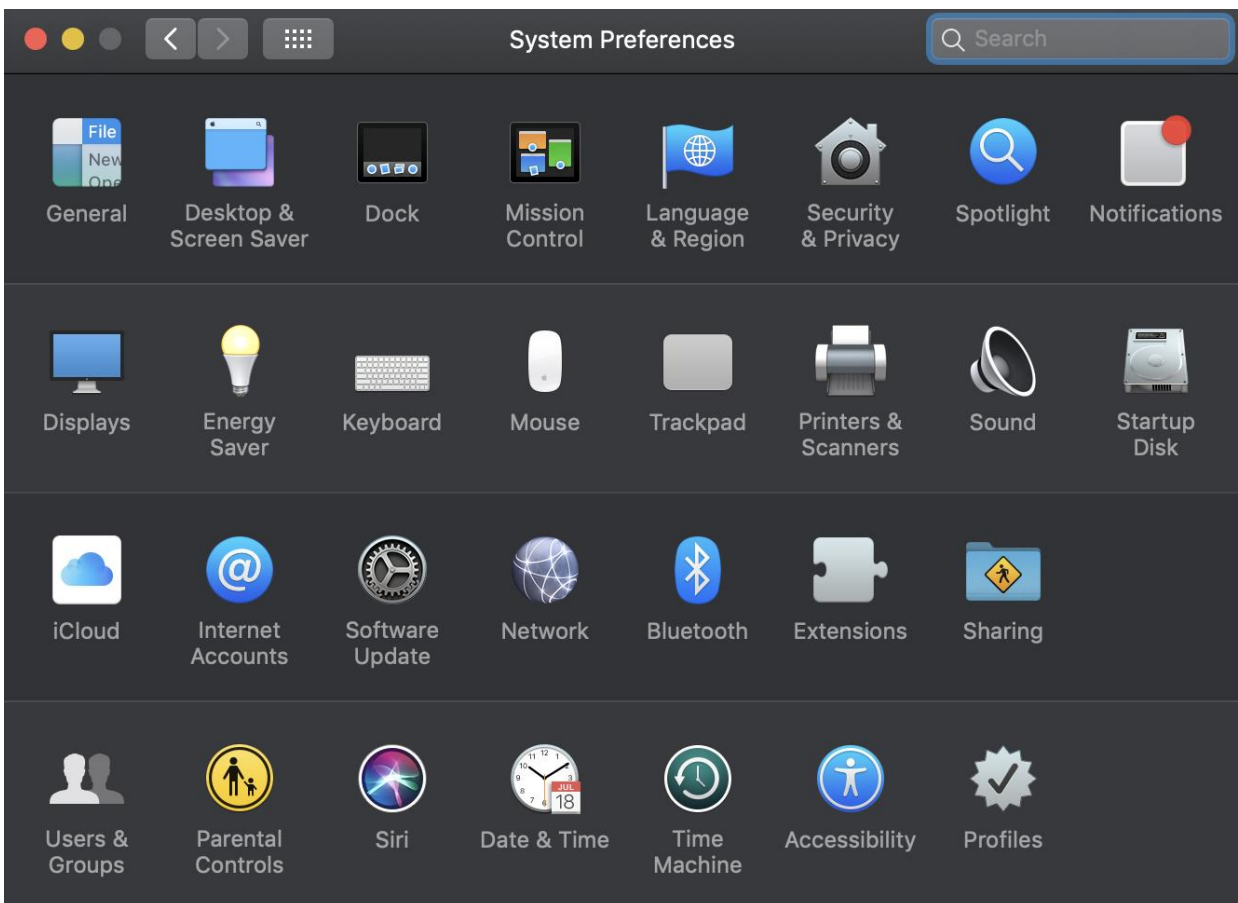 System Preferences
Search
File
New
Ope
General
Desktop &
Screen Saver
Dock
Mission
Control
Language
& Region
Security
& Privacy
Spotlight
Notifications
Displays
Energy
Saver
Keyboard
Mouse
Trackpad
Printers &
Scanners
Sound
Startup
Disk
iCloud
Internet
Accounts
Software
Update
Network
Bluetooth
Extensions
Sharing
JUL
18
Users &
Groups
Parental
Controls
Siri
Date & Time
Time
Machine
Accessibility
Profiles